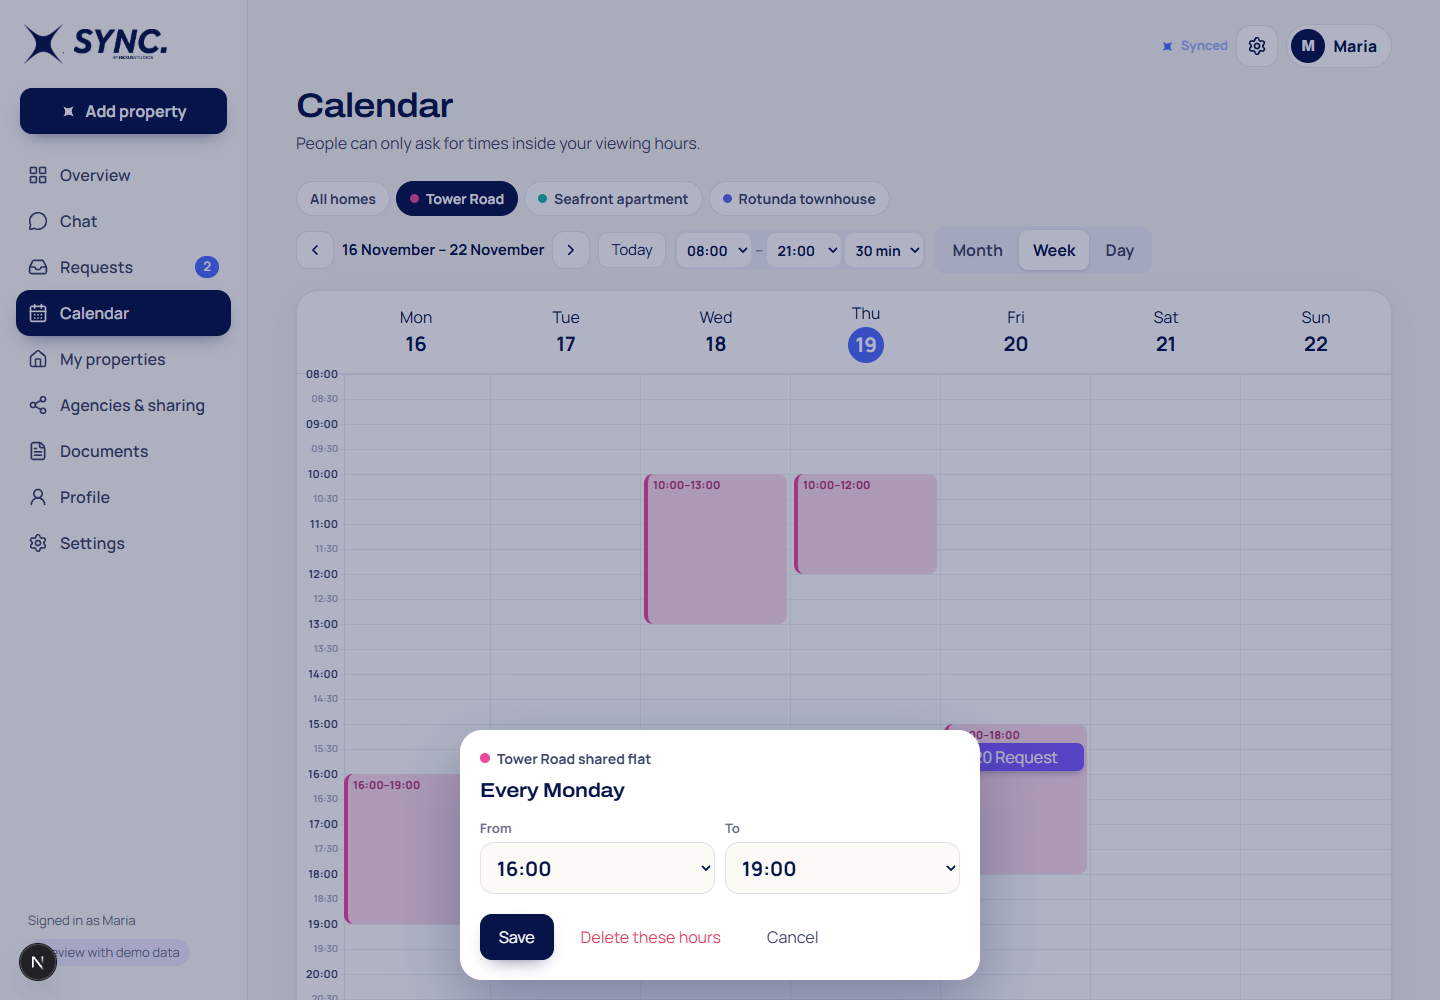 SYNC.
Add property
Overview
Chat
Requests 2
Calendar
My properties
Agencies & sharing
Documents
Profile
Settings
Signed in as Maria
view with demo data
N
Synced
M Maria
Calendar
People can only ask for times inside your viewing hours.
All homes Tower Road Seafront apartment Rotunda townhouse
16 November – 22 November Today 08:00 – 21:00 30 min Month Week Day
Mon Tue Wed Thu Fri Sat Sun
16 17 18 19 20 21 22
08:00
08:30
09:00
09:30
10:00
10:00–13:00 10:00–12:00
10:30
11:00
11:30
12:00
12:30
13:00
13:30
14:00
14:30
15:00
00–18:00
15:30
20 Request
16:00
16:00–19:00
16:30
17:00
17:30
18:00
18:30
19:00
19:30
20:00
20:30
Tower Road shared flat
Every Monday
From To
16:00 19:00
Save Delete these hours Cancel